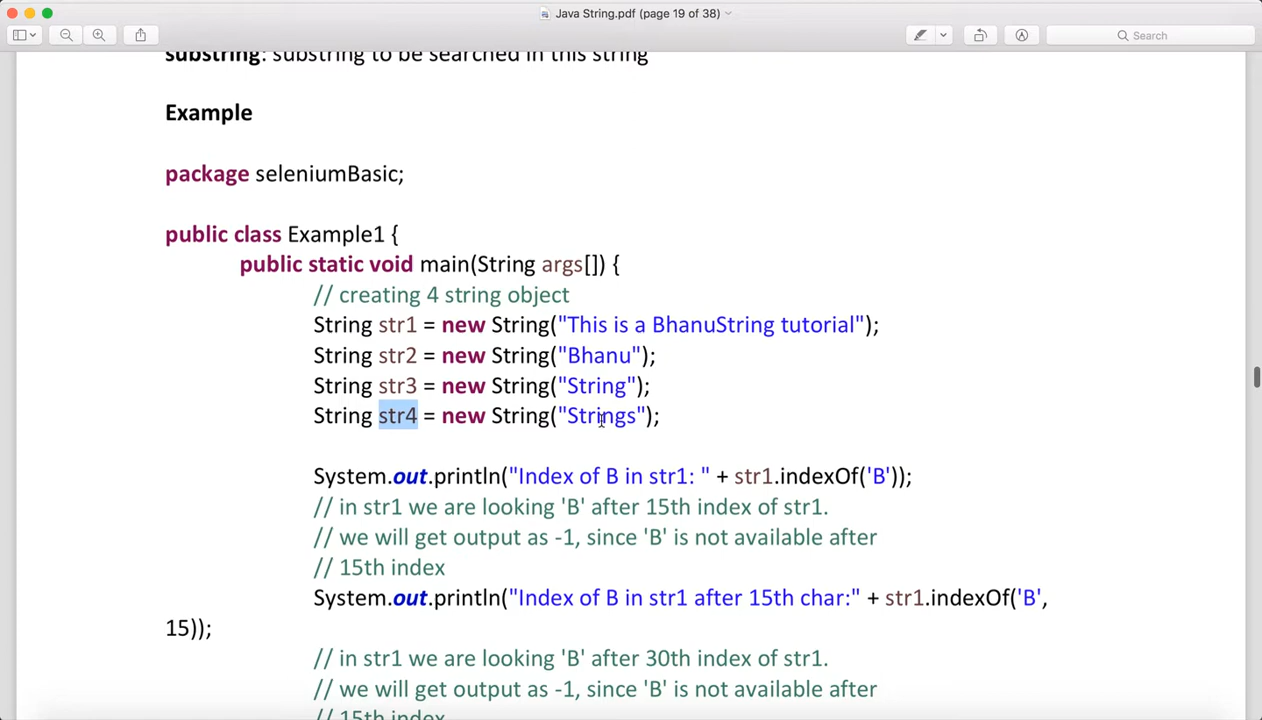 Java String.pdf (page 19 of 38)
Search
substring: substring to be searched in this string
Example
package seleniumBasic;
public class Example1 {
public static void main(String args[]) {
// creating 4 string object
String str1 = new String("This is a BhanuString tutorial");
String str2 = new String("Bhanu");
String str3 = new String("String");
String str4 = new String("Strings");
System.out.println("Index of B in str1: " + str1.indexOf('B'));
// in str1 we are looking 'B' after 15th index of str1.
// we will get output as -1, since 'B' is not available after
// 15th index
System.out.println("Index of B in str1 after 15th char:" + str1.indexOf('B',
15));
// in str1 we are looking 'B' after 30th index of str1.
// we will get output as -1, since 'B' is not available after
// 15th index